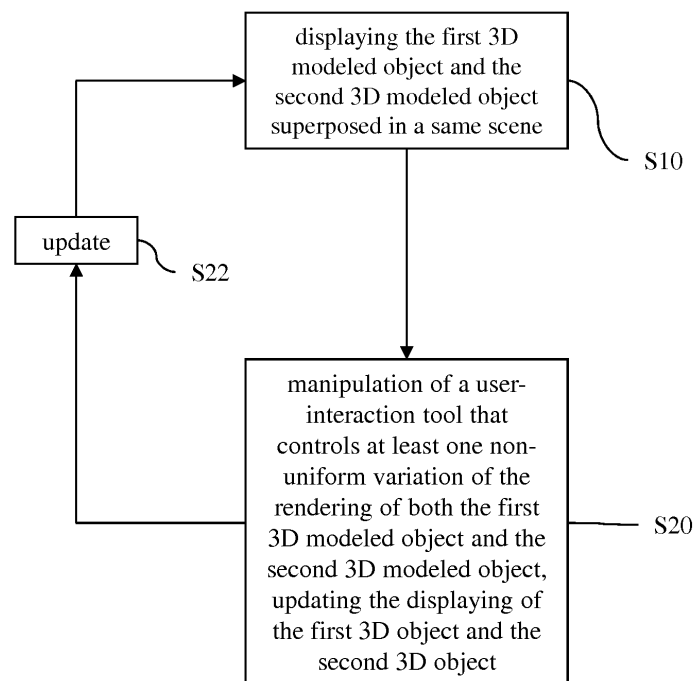 displaying the first 3D
modeled object and the
second 3D modeled object
superposed in a same scene
S10
update
S22
manipulation of a user-
interaction tool that
controls at least one non-
uniform variation of the
rendering of both the first
3D modeled object and the
second 3D modeled object,
updating the displaying of
the first 3D object and the
second 3D object
S20